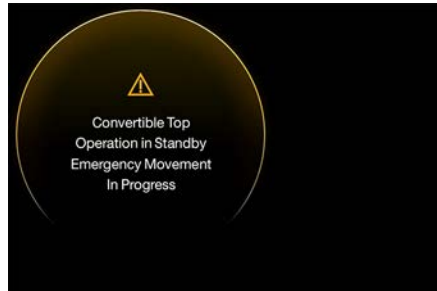 Convertible Top
Operation in Standby
Emergency Movement
In Progress